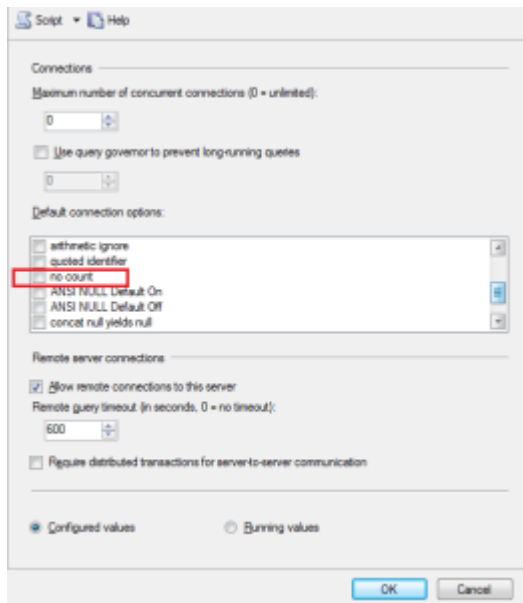 Script Help
Connections
Maximum number of concurrent connections (0 = unlimited):
0
Use query governor to prevent long-running queries
0
Default connection options:
arithmetic ignore
quoted identifier
no count
ANSI NULL Default On
ANSI NULL Default Off
concat null yields null
Remote server connections
Allow remote connections to this server
Remote query timeout (in seconds, 0 = no timeout):
600
Require distributed transactions for server-to-server communication
Configured values Running values
OK Cancel